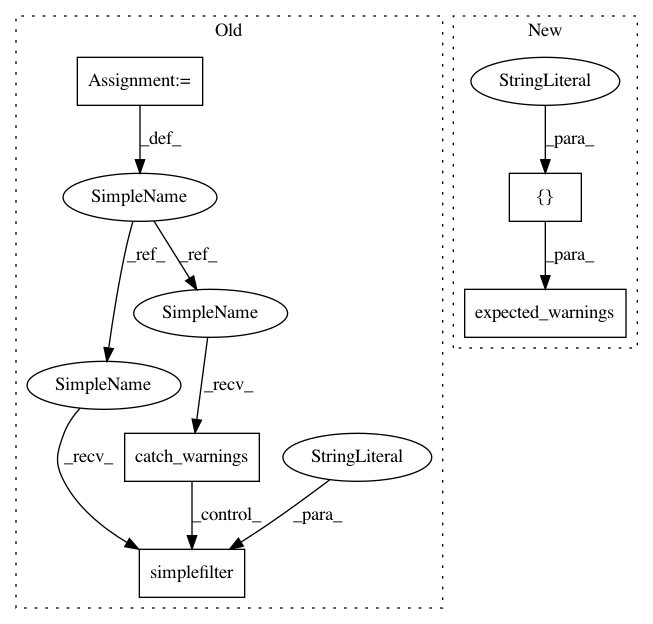 Old
New
Assignment:=
StringLiteral
_def_
_para_
SimpleName
{}
_ref_
_ref_
_para_
SimpleName
expected_warnings
SimpleName
_recv_
_recv_
catch_warnings
StringLiteral
_control_
_para_
simplefilter